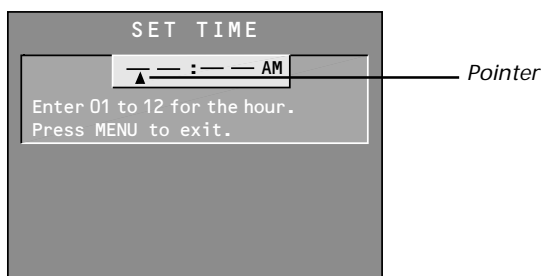 SET TIME
— — : — — AM
Pointer
Enter 01 to 12 for the hour.
Press MENU to exit.